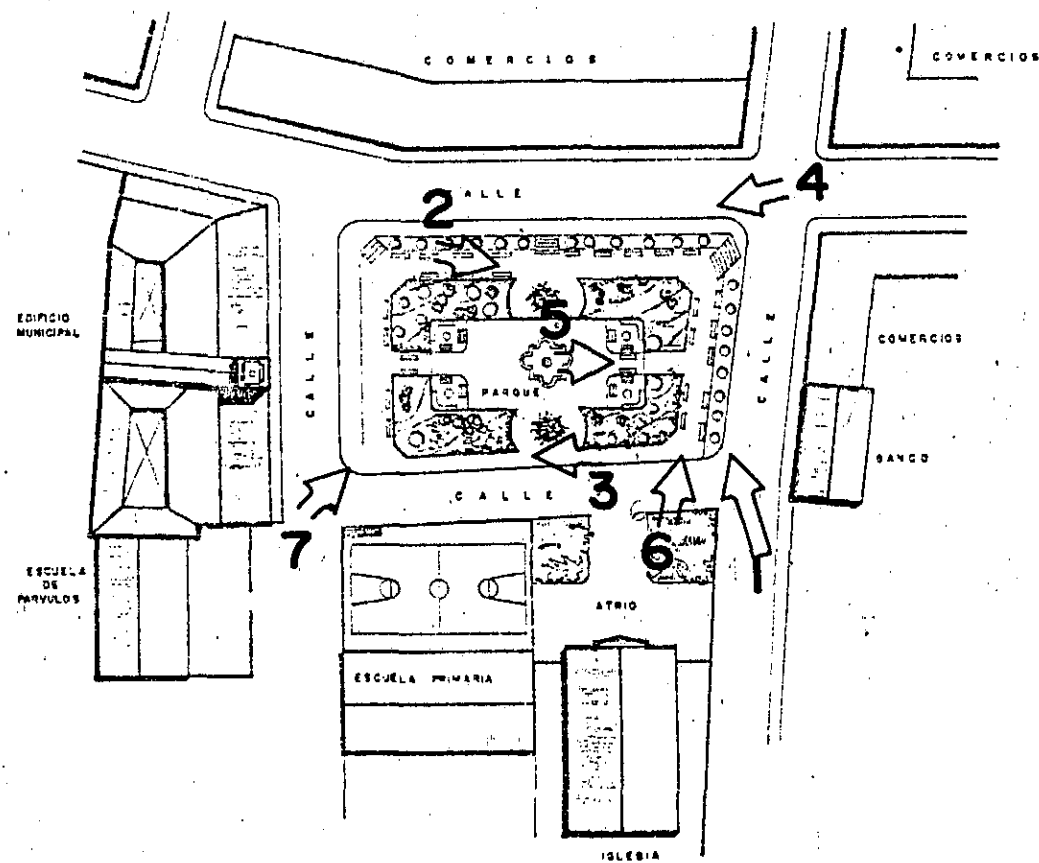 COMERCIOS
COMERCIOS
CALLE
2
4
EDIFICIO
MUNICIPAL
CALLE
5
PARQUE
CALLE
COMERCIOS
BANCO
CALLE
3
7
6
ESCUELA
DE
PARVULOS
ATRIO
ESCUELA PRIMARIA
IGLESIA